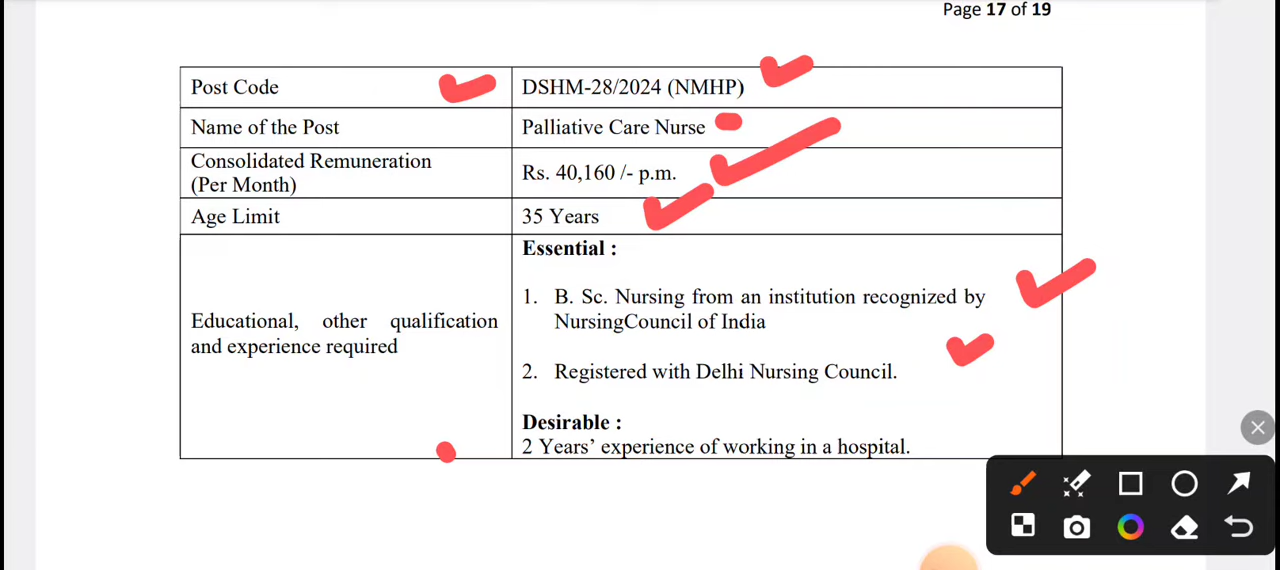 Page 17 of 19
Post Code
DSHM-28/2024 (NMHP)
Name of the Post
Palliative Care Nurse
Consolidated Remuneration
(Per Month)
Rs. 40,160 /- p.m.
Age Limit
35 Years
Educational, other qualification
and experience required
Essential :
1. B. Sc. Nursing from an institution recognized by
NursingCouncil of India
2. Registered with Delhi Nursing Council.
Desirable :
2 Years’ experience of working in a hospital.